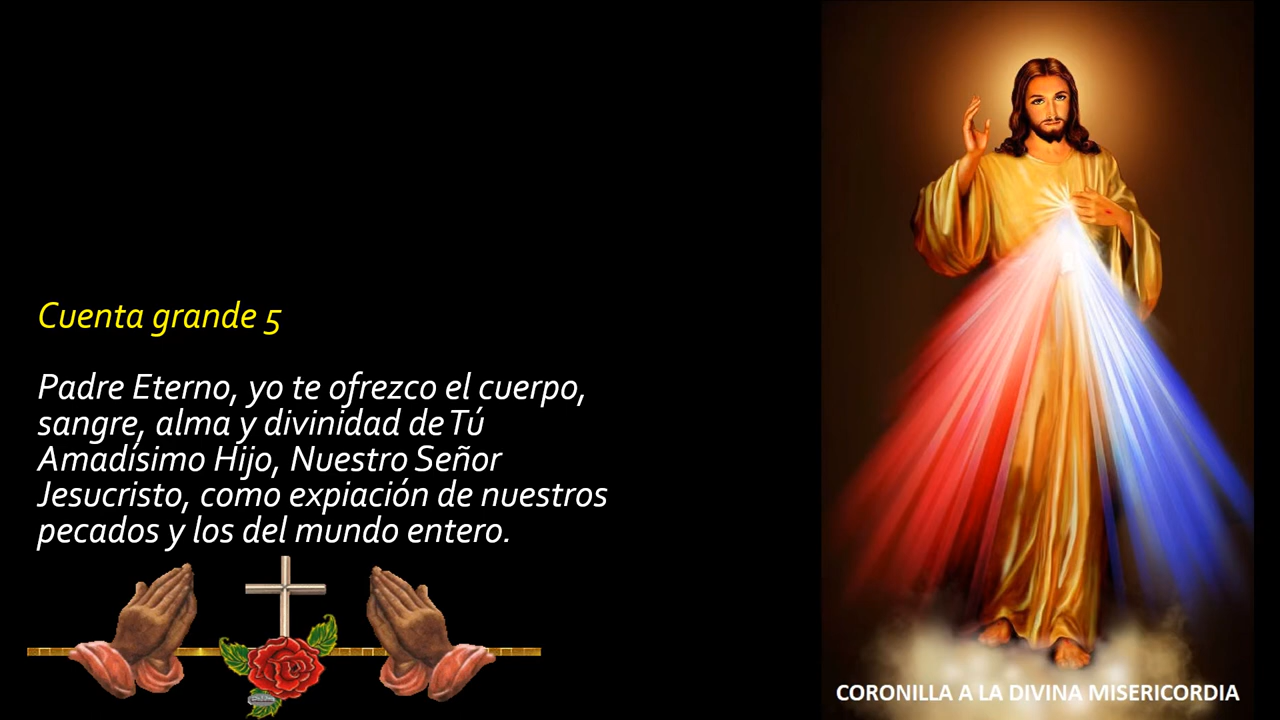 Cuenta grande 5
Padre Eterno, yo te ofrezco el cuerpo,
sangre, alma y divinidad de Tú
Amadísimo Hijo, Nuestro Señor
Jesucristo, como expiación de nuestros
pecados y los del mundo entero.
CORONILLA A LA DIVINA MISERICORDIA